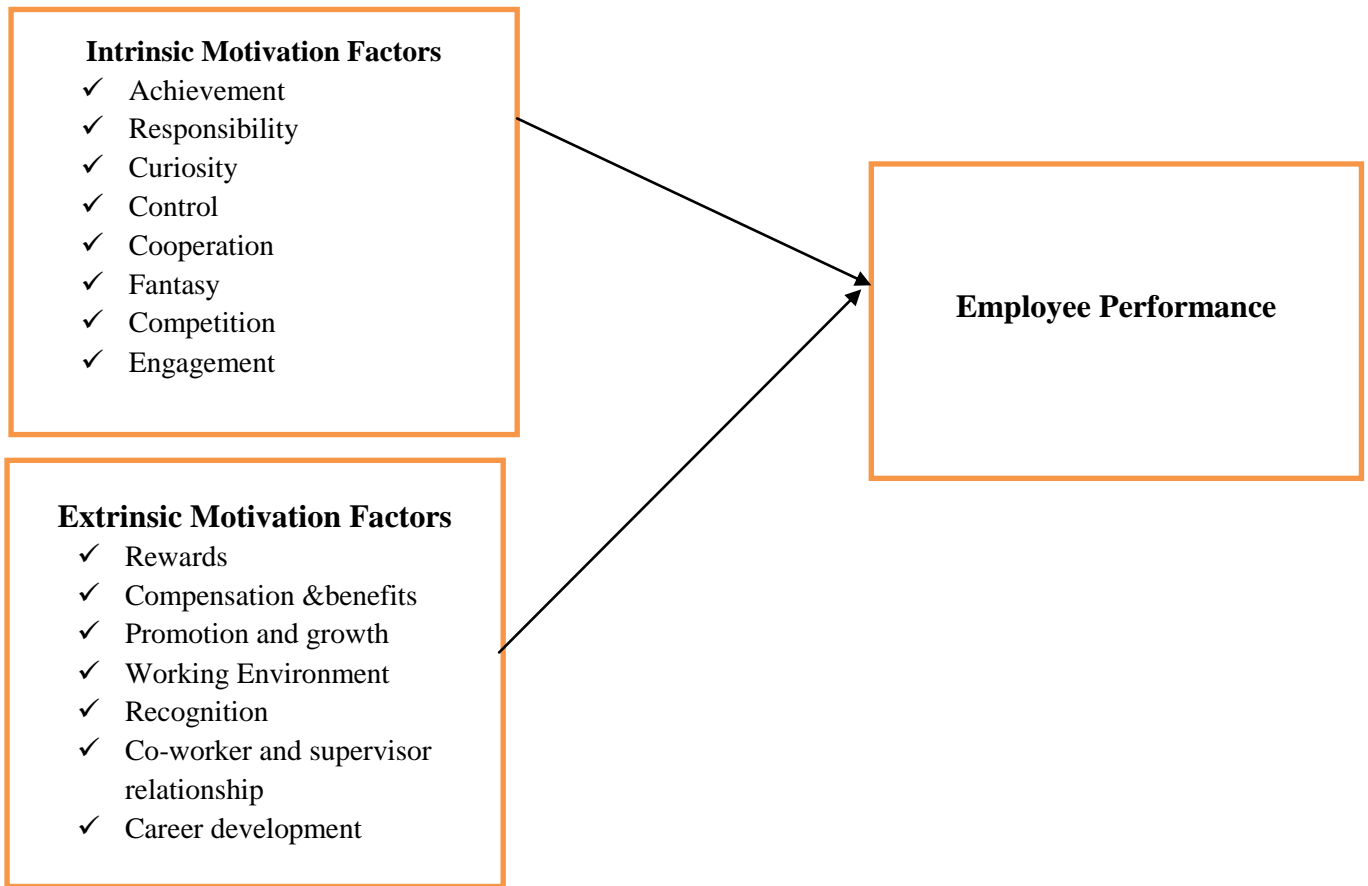 Intrinsic Motivation Factors
✓ Achievement
✓ Responsibility
✓ Curiosity
✓ Control
✓ Cooperation
✓ Fantasy
✓ Competition
✓ Engagement
Employee Performance
Extrinsic Motivation Factors
✓ Rewards
✓ Compensation &benefits
✓ Promotion and growth
✓ Working Environment
✓ Recognition
✓ Co-worker and supervisor
relationship
✓ Career development